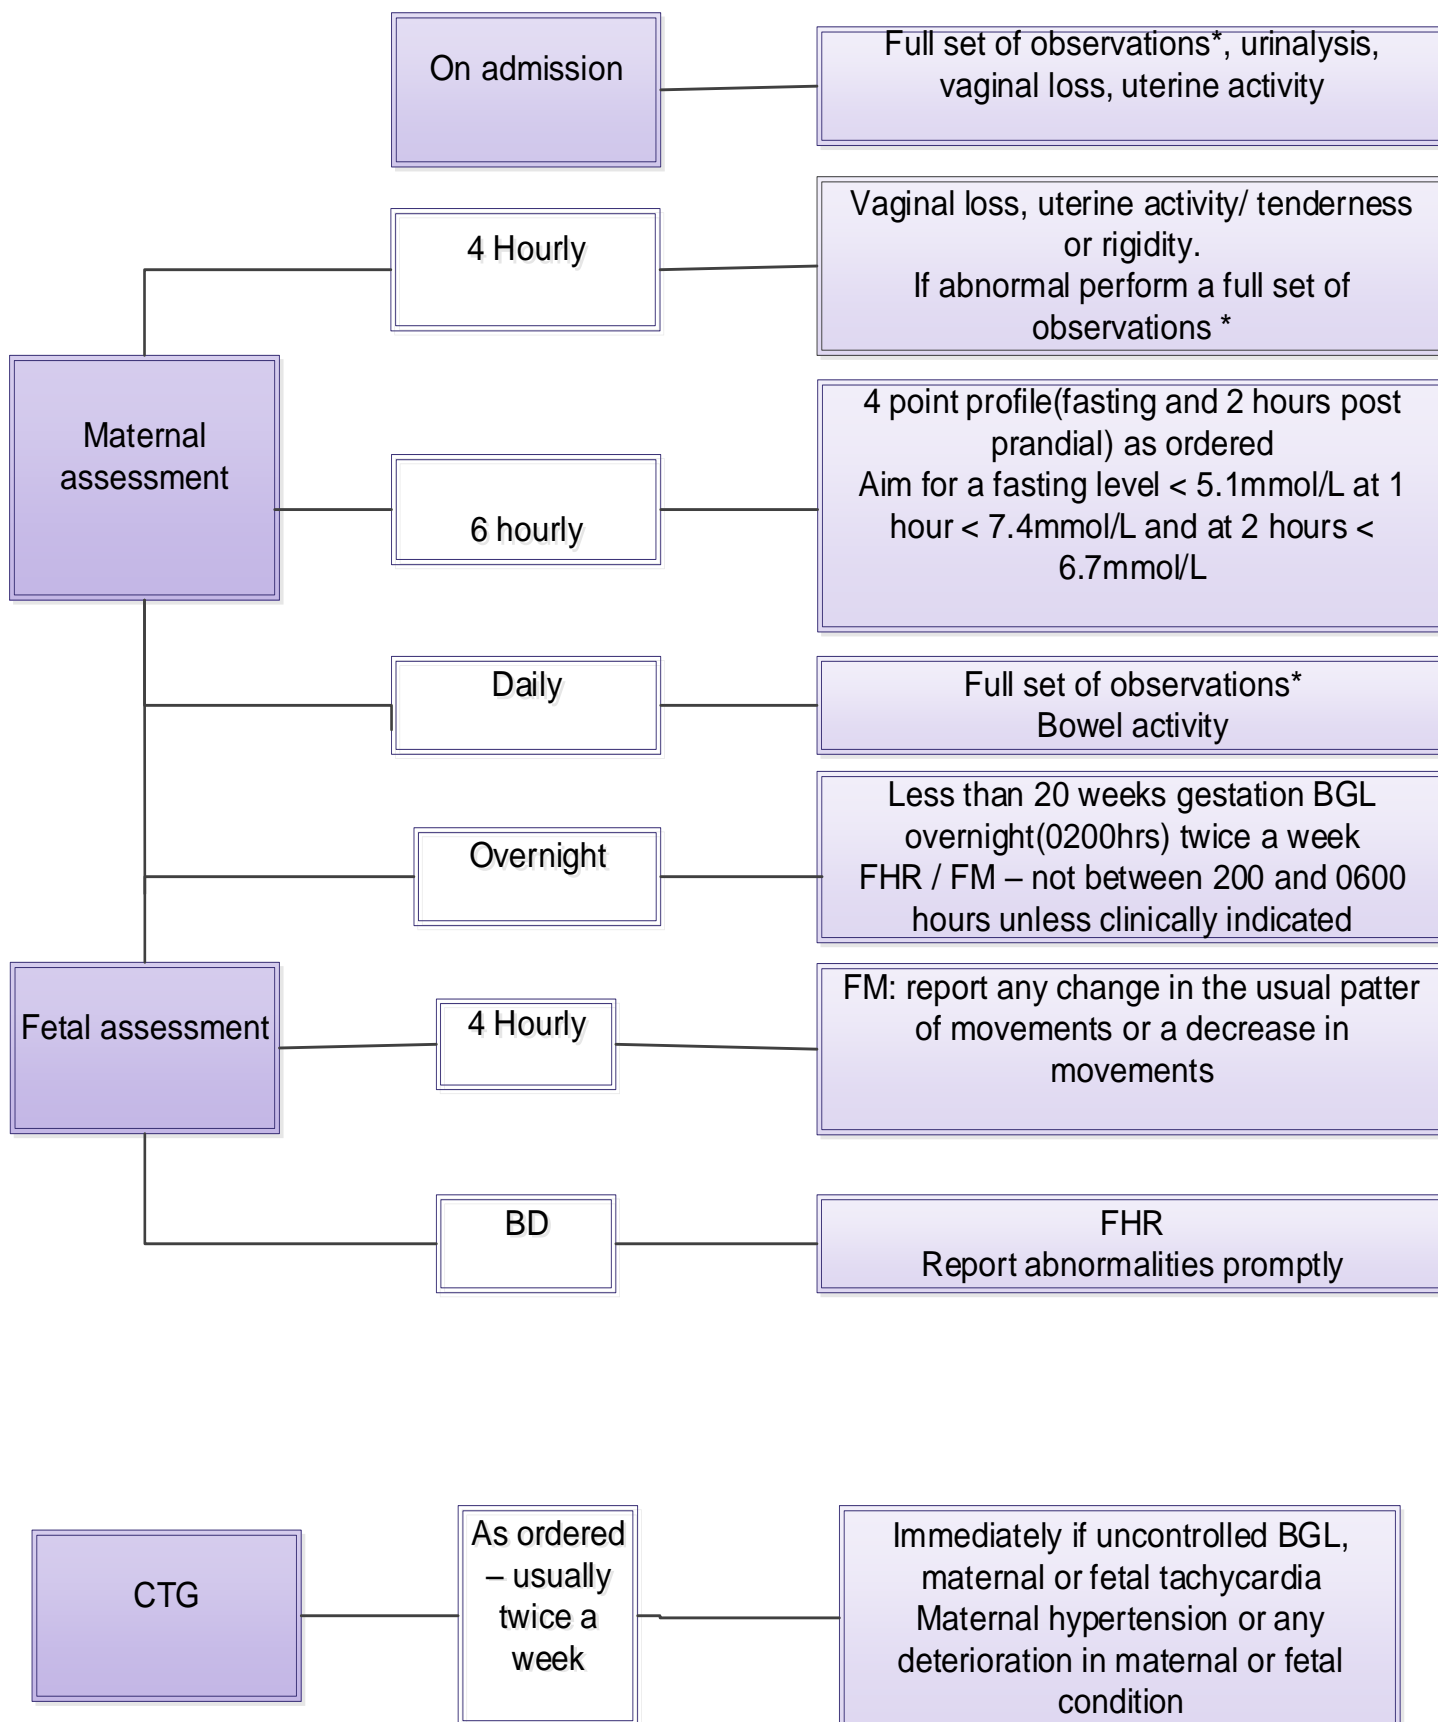 On admission
Full set of observations*, urinalysis,
vaginal loss, uterine activity
4 Hourly
Vaginal loss, uterine activity/ tenderness
or rigidity.
If abnormal perform a full set of
observations *
Maternal
assessment
6 hourly
4 point profile(fasting and 2 hours post
prandial) as ordered
Aim for a fasting level < 5.1mmol/L at 1
hour < 7.4mmol/L and at 2 hours <
6.7mmol/L
Daily
Full set of observations*
Bowel activity
Overnight
Less than 20 weeks gestation BGL
overnight(0200hrs) twice a week
FHR / FM – not between 200 and 0600
hours unless clinically indicated
Fetal assessment
4 Hourly
FM: report any change in the usual patter
of movements or a decrease in
movements
BD
FHR
Report abnormalities promptly
CTG
As ordered
– usually
twice a
week
Immediately if uncontrolled BGL,
maternal or fetal tachycardia
Maternal hypertension or any
deterioration in maternal or fetal
condition